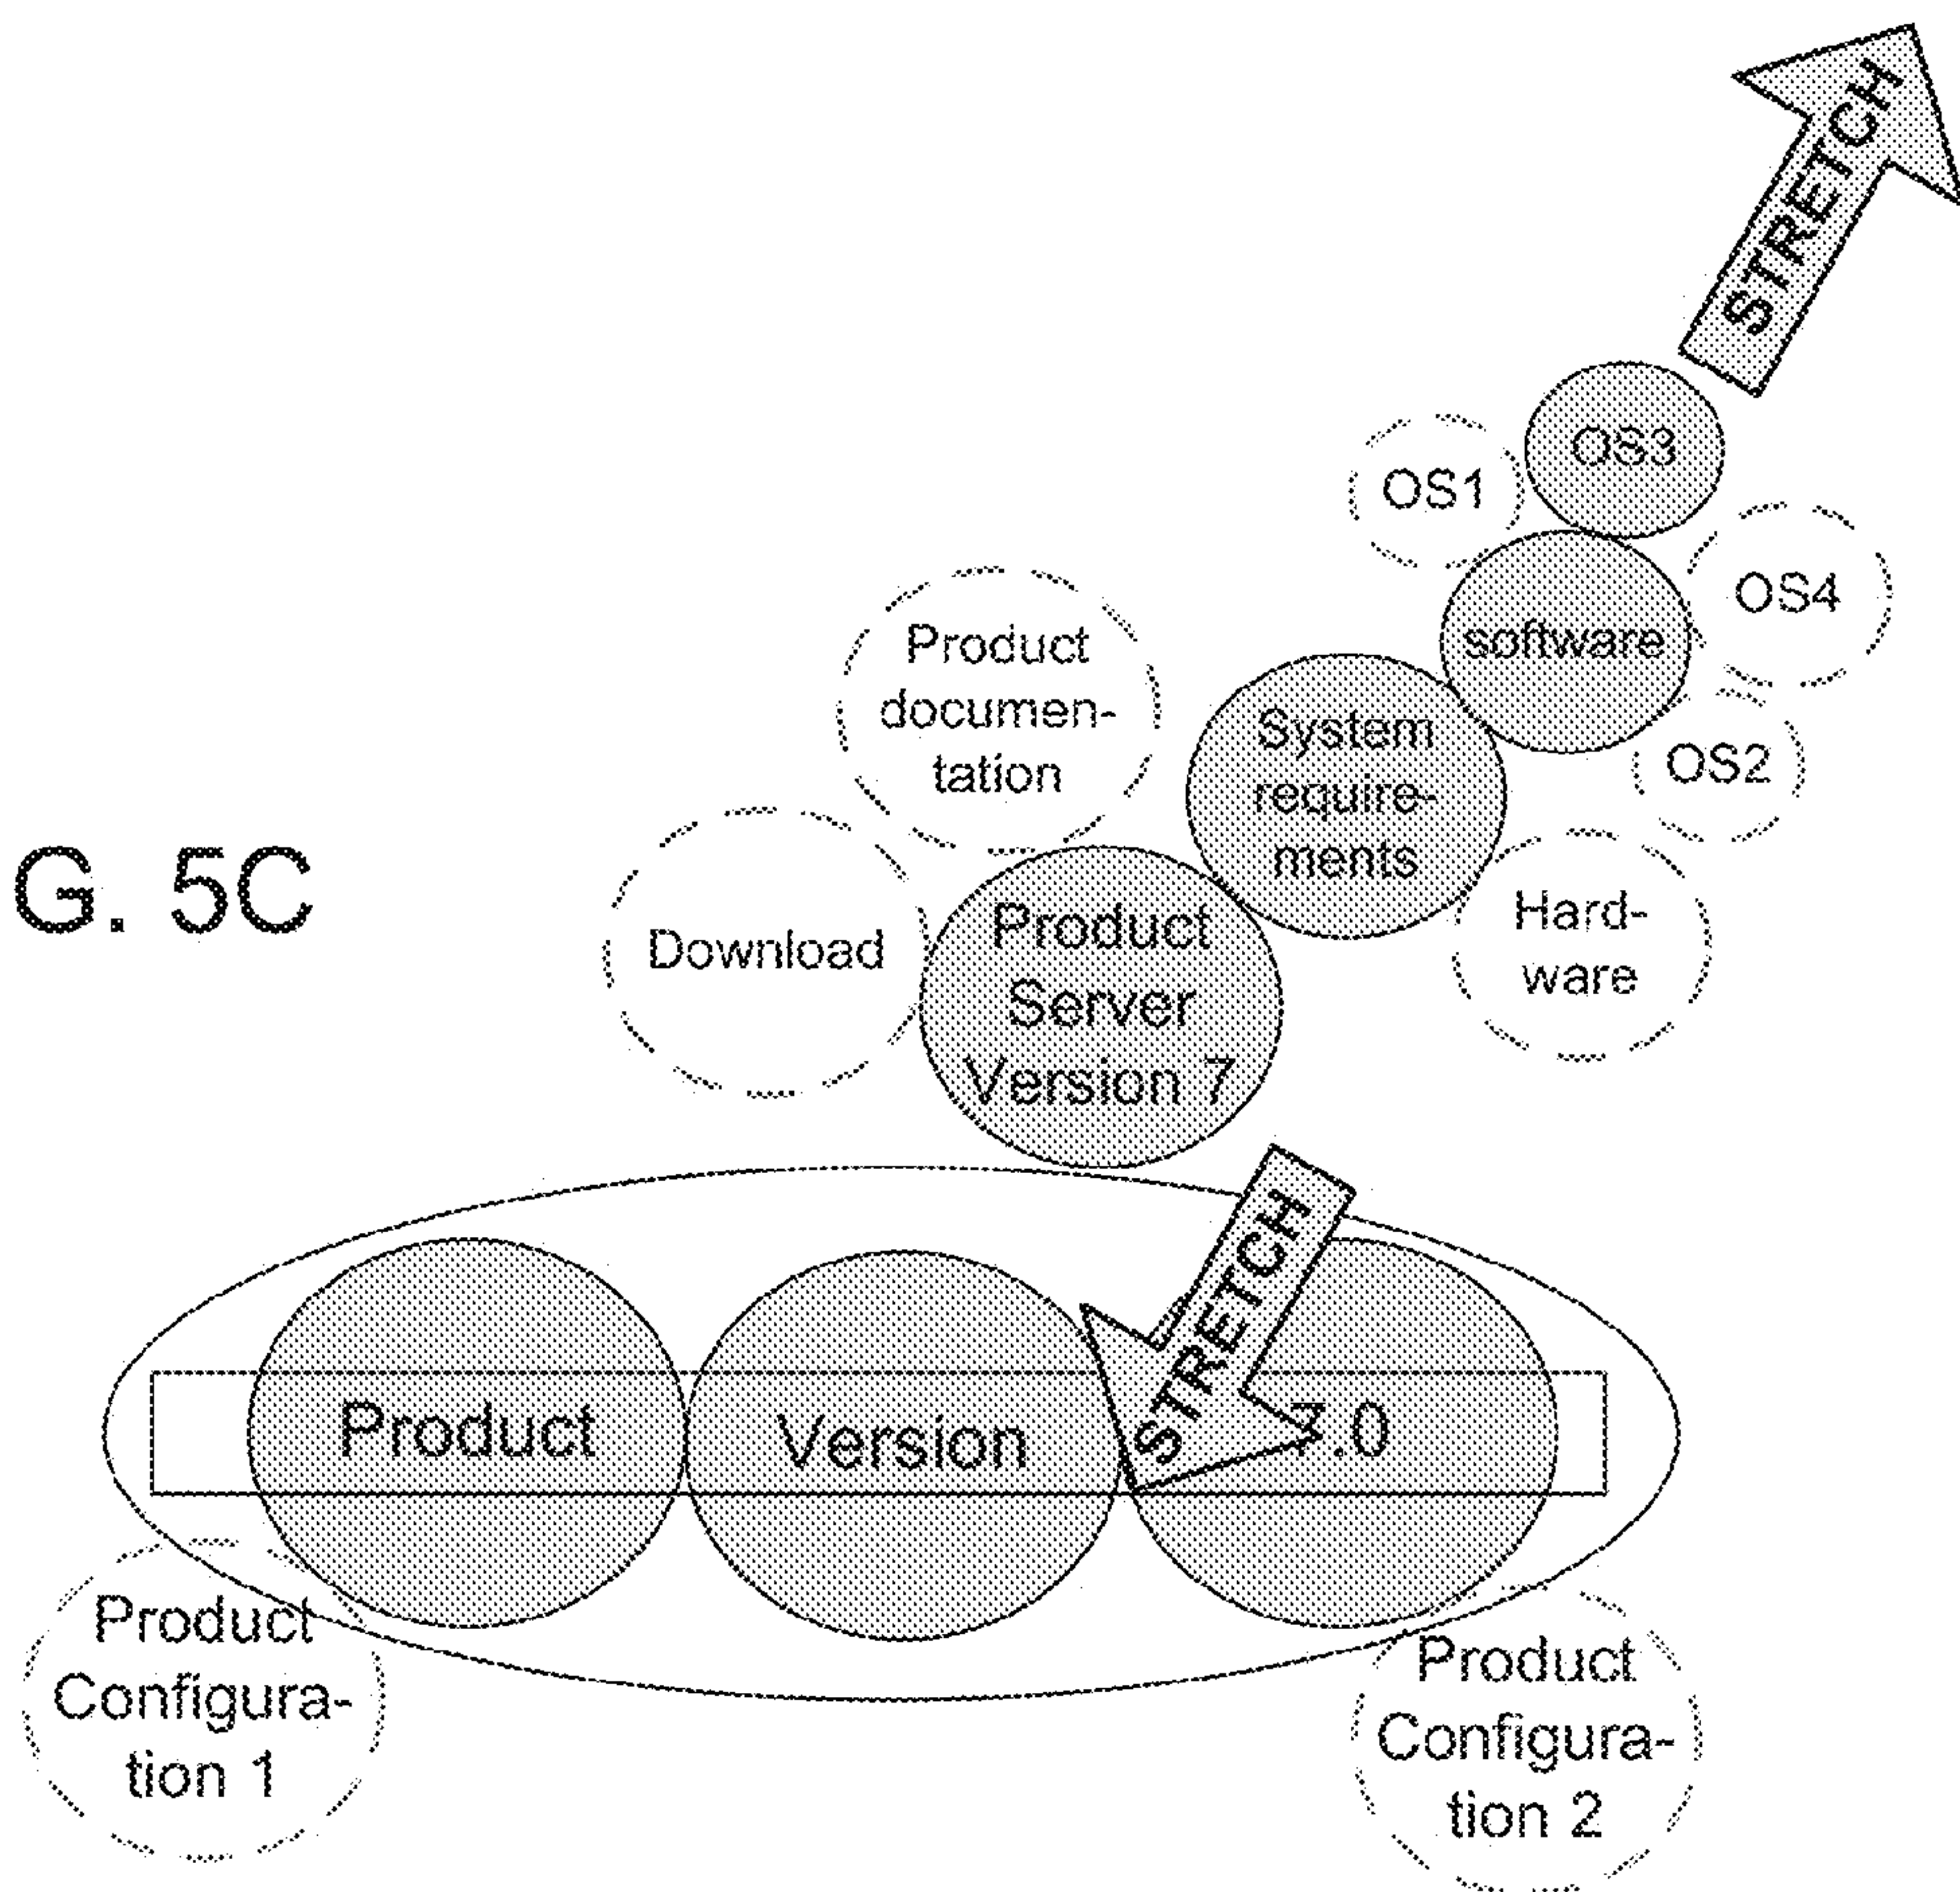 STRETCH
OS3
OS1
OS4
software
OS2
Product
documen-
tation
System
require-
ments
Hard-
ware
G. 5C
Download
Product
Server
Version 7
STRETCH
Product
Version
7.0
Product
Configura-
tion 1
Product
Configura-
tion 2